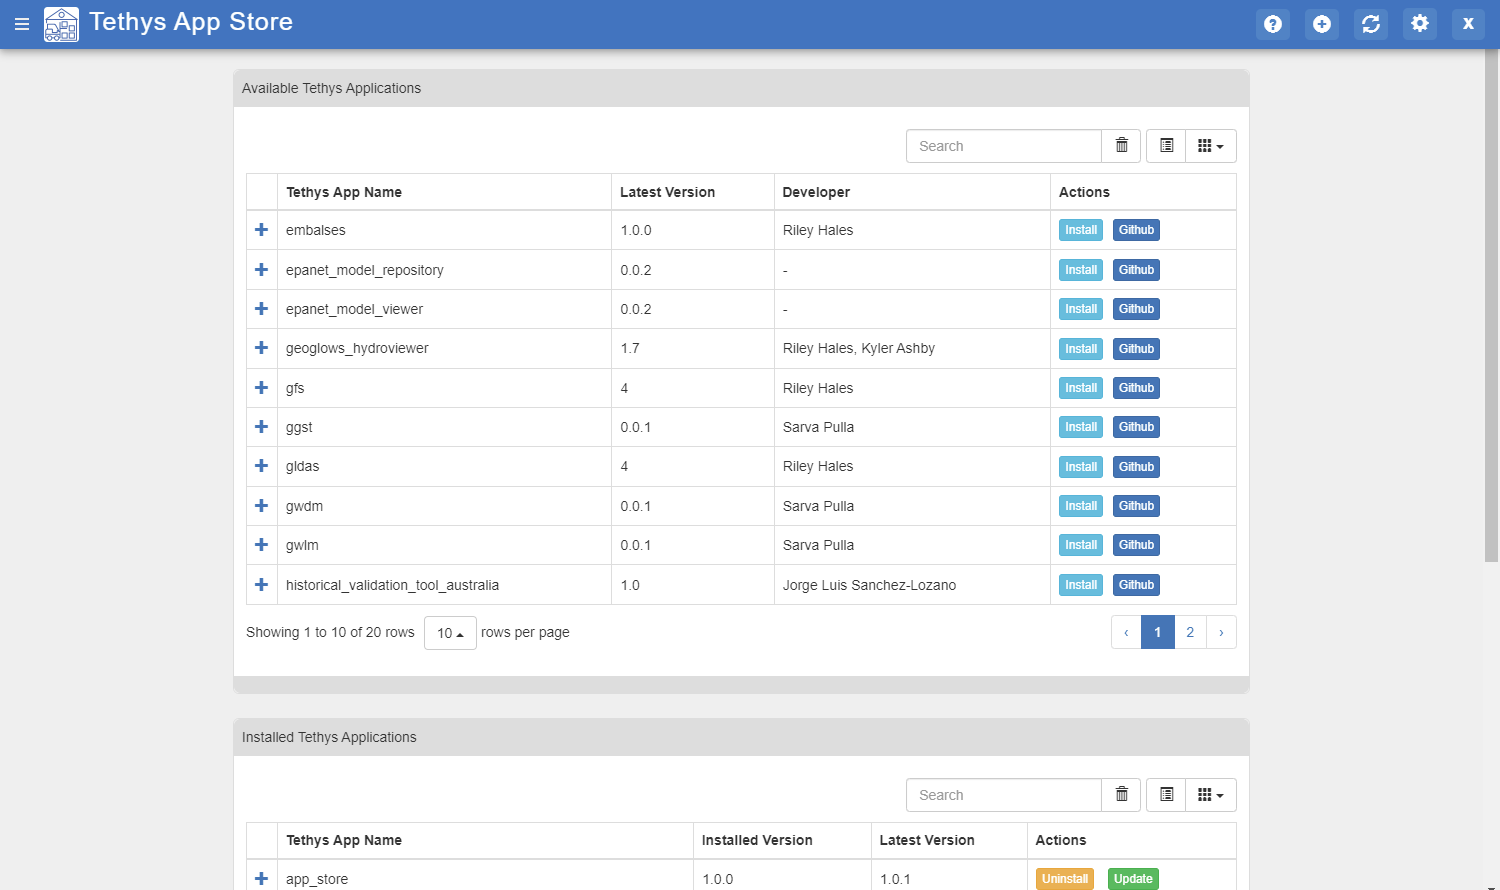 Tethys App Store
X
Available Tethys Applications
Search
Tethys App Name Latest Version Developer Actions
embalses 1.0.0 Riley Hales Install Github
epanet_model_repository 0.0.2 - Install Github
epanet_model_viewer 0.0.2 - Install Github
geoglows_hydroviewer 1.7 Riley Hales, Kyler Ashby Install Github
gfs 4 Riley Hales Install Github
ggst 0.0.1 Sarva Pulla Install Github
gldas 4 Riley Hales Install Github
gwdm 0.0.1 Sarva Pulla Install Github
gwlm 0.0.1 Sarva Pulla Install Github
historical_validation_tool_australia 1.0 Jorge Luis Sanchez-Lozano Install Github
Showing 1 to 10 of 20 rows 10 rows per page ‹ 1 2 ›
Installed Tethys Applications
Search
Tethys App Name Installed Version Latest Version Actions
app_store 1.0.0 1.0.1 Uninstall Update